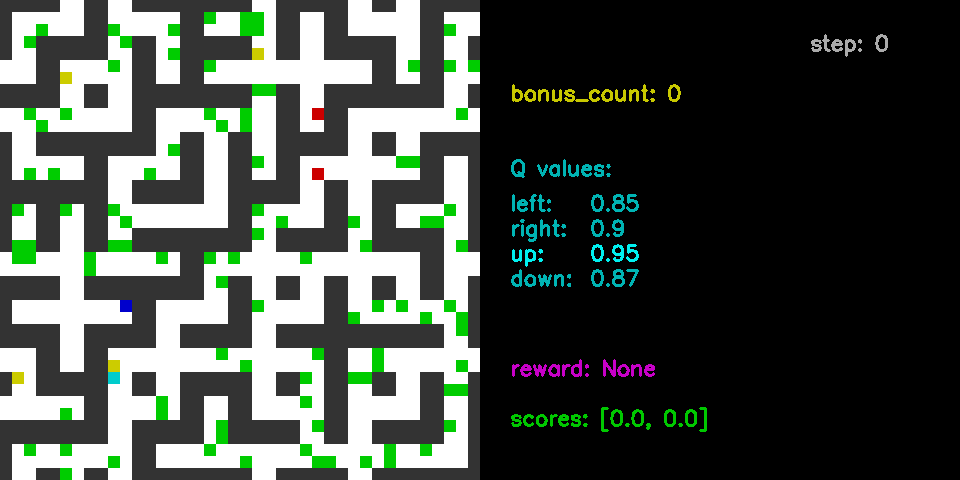 step: 0
bonus_count: 0
Q values:
left: 0.85
right: 0.9
up: 0.95
down: 0.87
reward: None
scores: [0.0, 0.0]